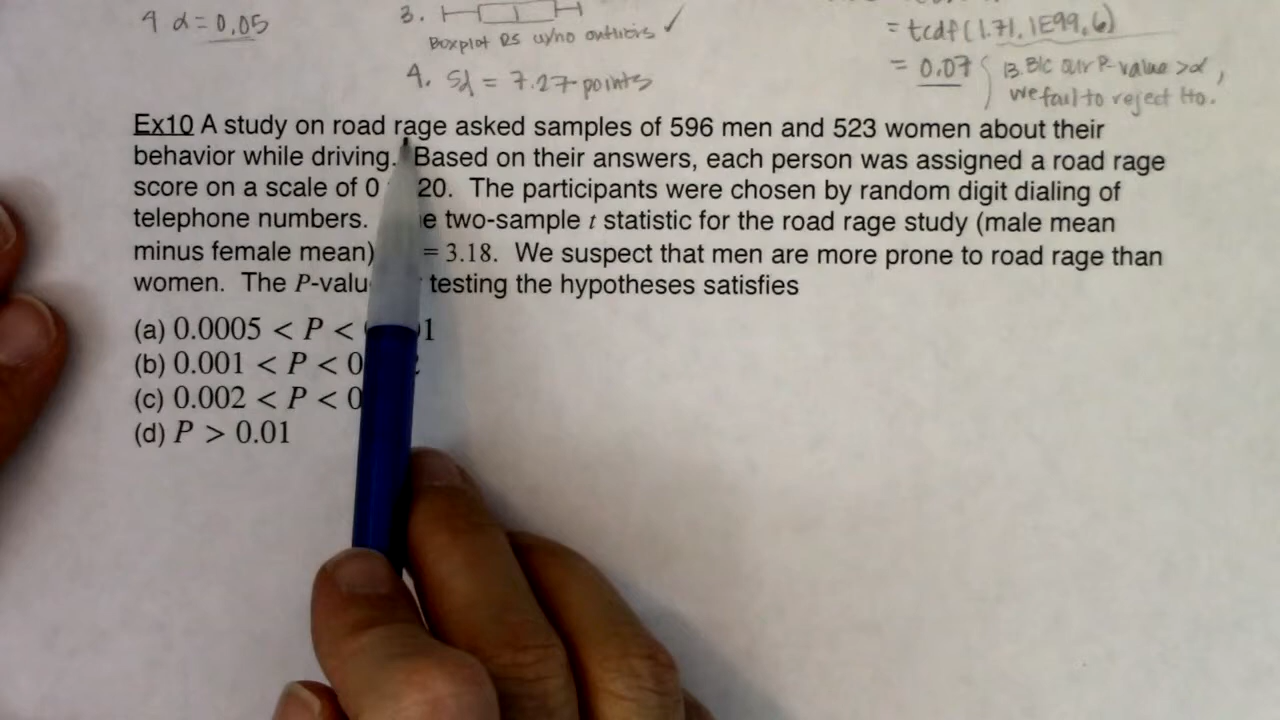 4 α = 0.05
3.
Boxplot RS w/no outliers ✓
4. Sd = 7.27 points
= tcdf(1.71, 1E99, 6)
= 0.07
13. B/c our P-value > α,
we fail to reject Ho.
Ex10 A study on road rage asked samples of 596 men and 523 women about their
behavior while driving. Based on their answers, each person was assigned a road rage
score on a scale of 0 20. The participants were chosen by random digit dialing of
telephone numbers. e two-sample t statistic for the road rage study (male mean
minus female mean) = 3.18. We suspect that men are more prone to road rage than
women. The P-valu testing the hypotheses satisfies
(a) 0.0005 < P < 1
(b) 0.001 < P < 0
(c) 0.002 < P < 0
(d) P > 0.01